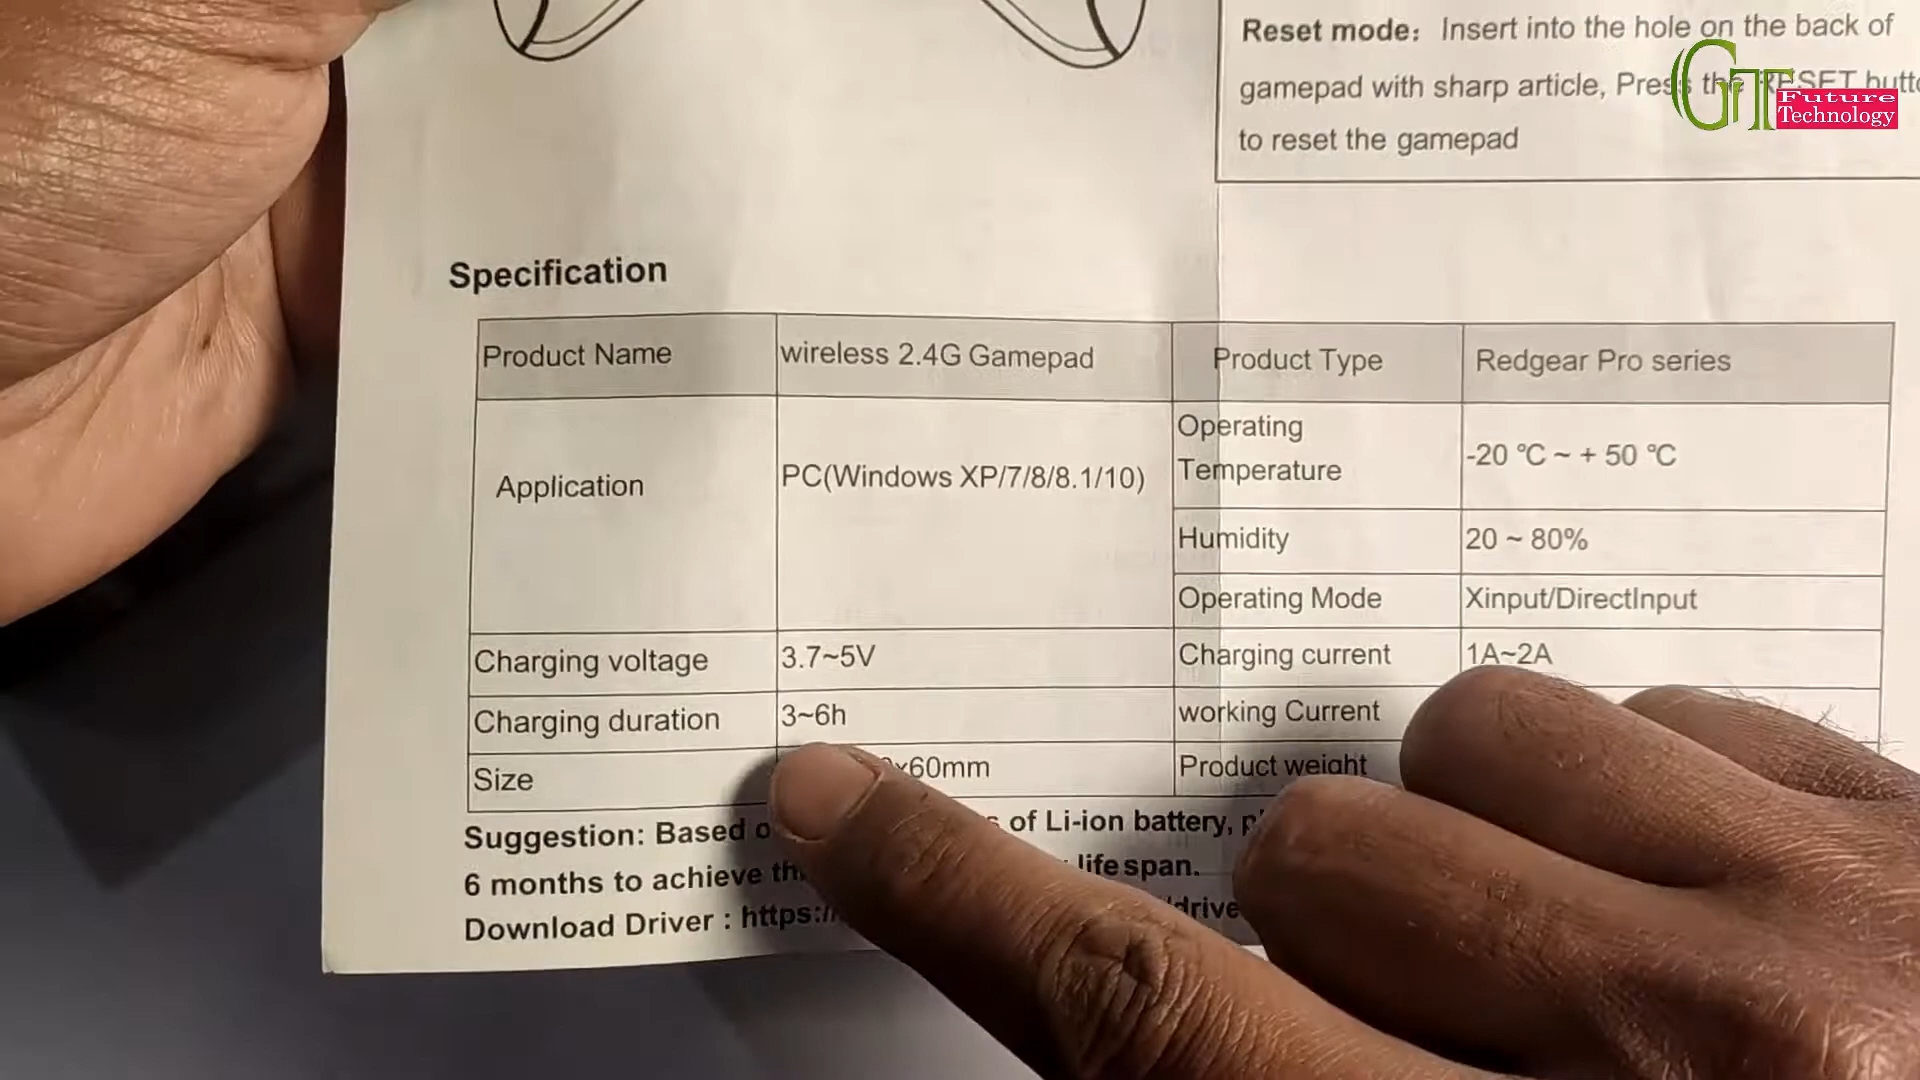 Reset mode: Insert into the hole on the back of
gamepad with sharp article, Press the RESET
to reset the gamepad
GT Future
Technology
Specification
Product Name wireless 2.4G Gamepad Product Type Redgear Pro series
Application PC(Windows XP/7/8/8.1/10) Operating Temperature -20 ℃ ~ + 50 ℃
Humidity 20 ~ 80%
Operating Mode Xinput/DirectInput
Charging voltage 3.7~5V Charging current 1A~2A
Charging duration 3~6h working Current
Size x60mm Product weight
Suggestion: Based of Li-ion battery,
6 months to achieve life span.
Download Driver : https:/